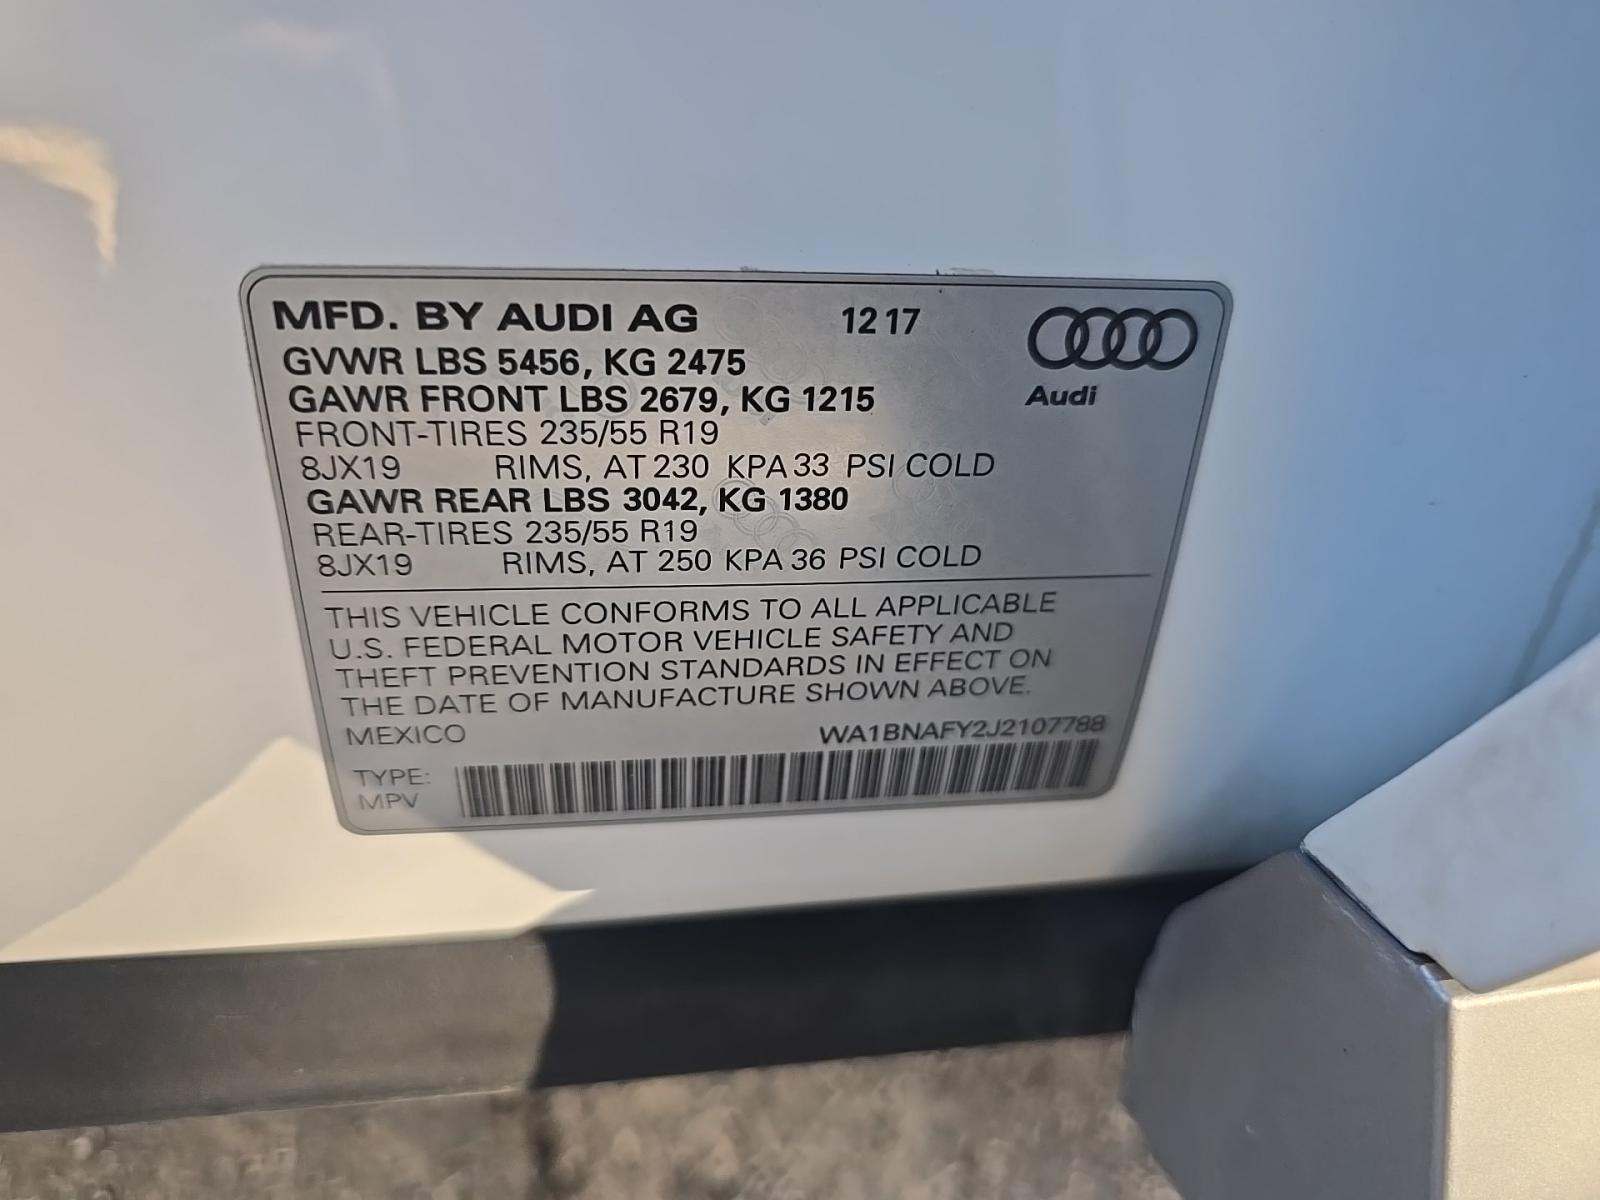 MFD. BY AUDI AG 12 17
GVWR LBS 5456, KG 2475
GAWR FRONT LBS 2679, KG 1215
Audi
FRONT-TIRES 235/55 R19
8JX19 RIMS, AT 230 KPA 33 PSI COLD
GAWR REAR LBS 3042, KG 1380
REAR-TIRES 235/55 R19
8JX19 RIMS, AT 250 KPA 36 PSI COLD
THIS VEHICLE CONFORMS TO ALL APPLICABLE
U.S. FEDERAL MOTOR VEHICLE SAFETY AND
THEFT PREVENTION STANDARDS IN EFFECT ON
THE DATE OF MANUFACTURE SHOWN ABOVE.
MEXICO WA1BNAFY2J2107788
TYPE:
MPV